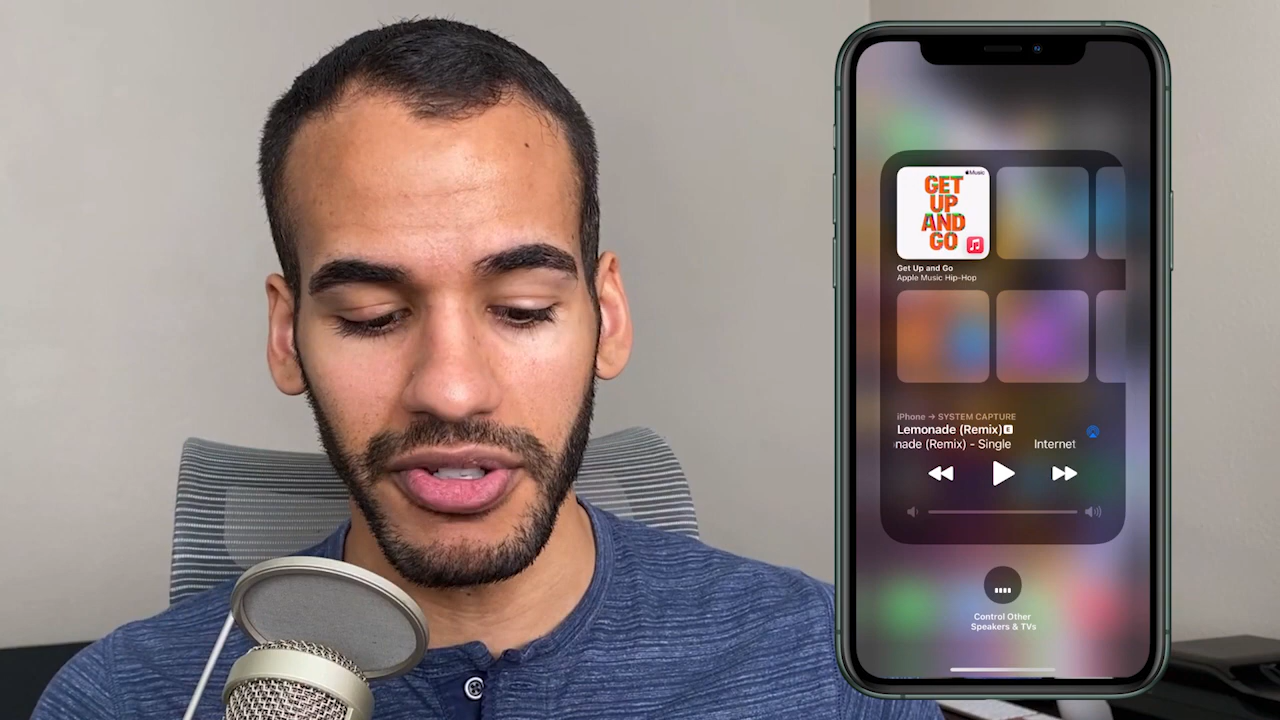 Music
GET
UP
AND
GO
Get Up and Go
Apple Music Hip-Hop
iPhone → SYSTEM CAPTURE
Lemonade (Remix) E
nade (Remix) - Single Internet
Control Other
Speakers & TVs